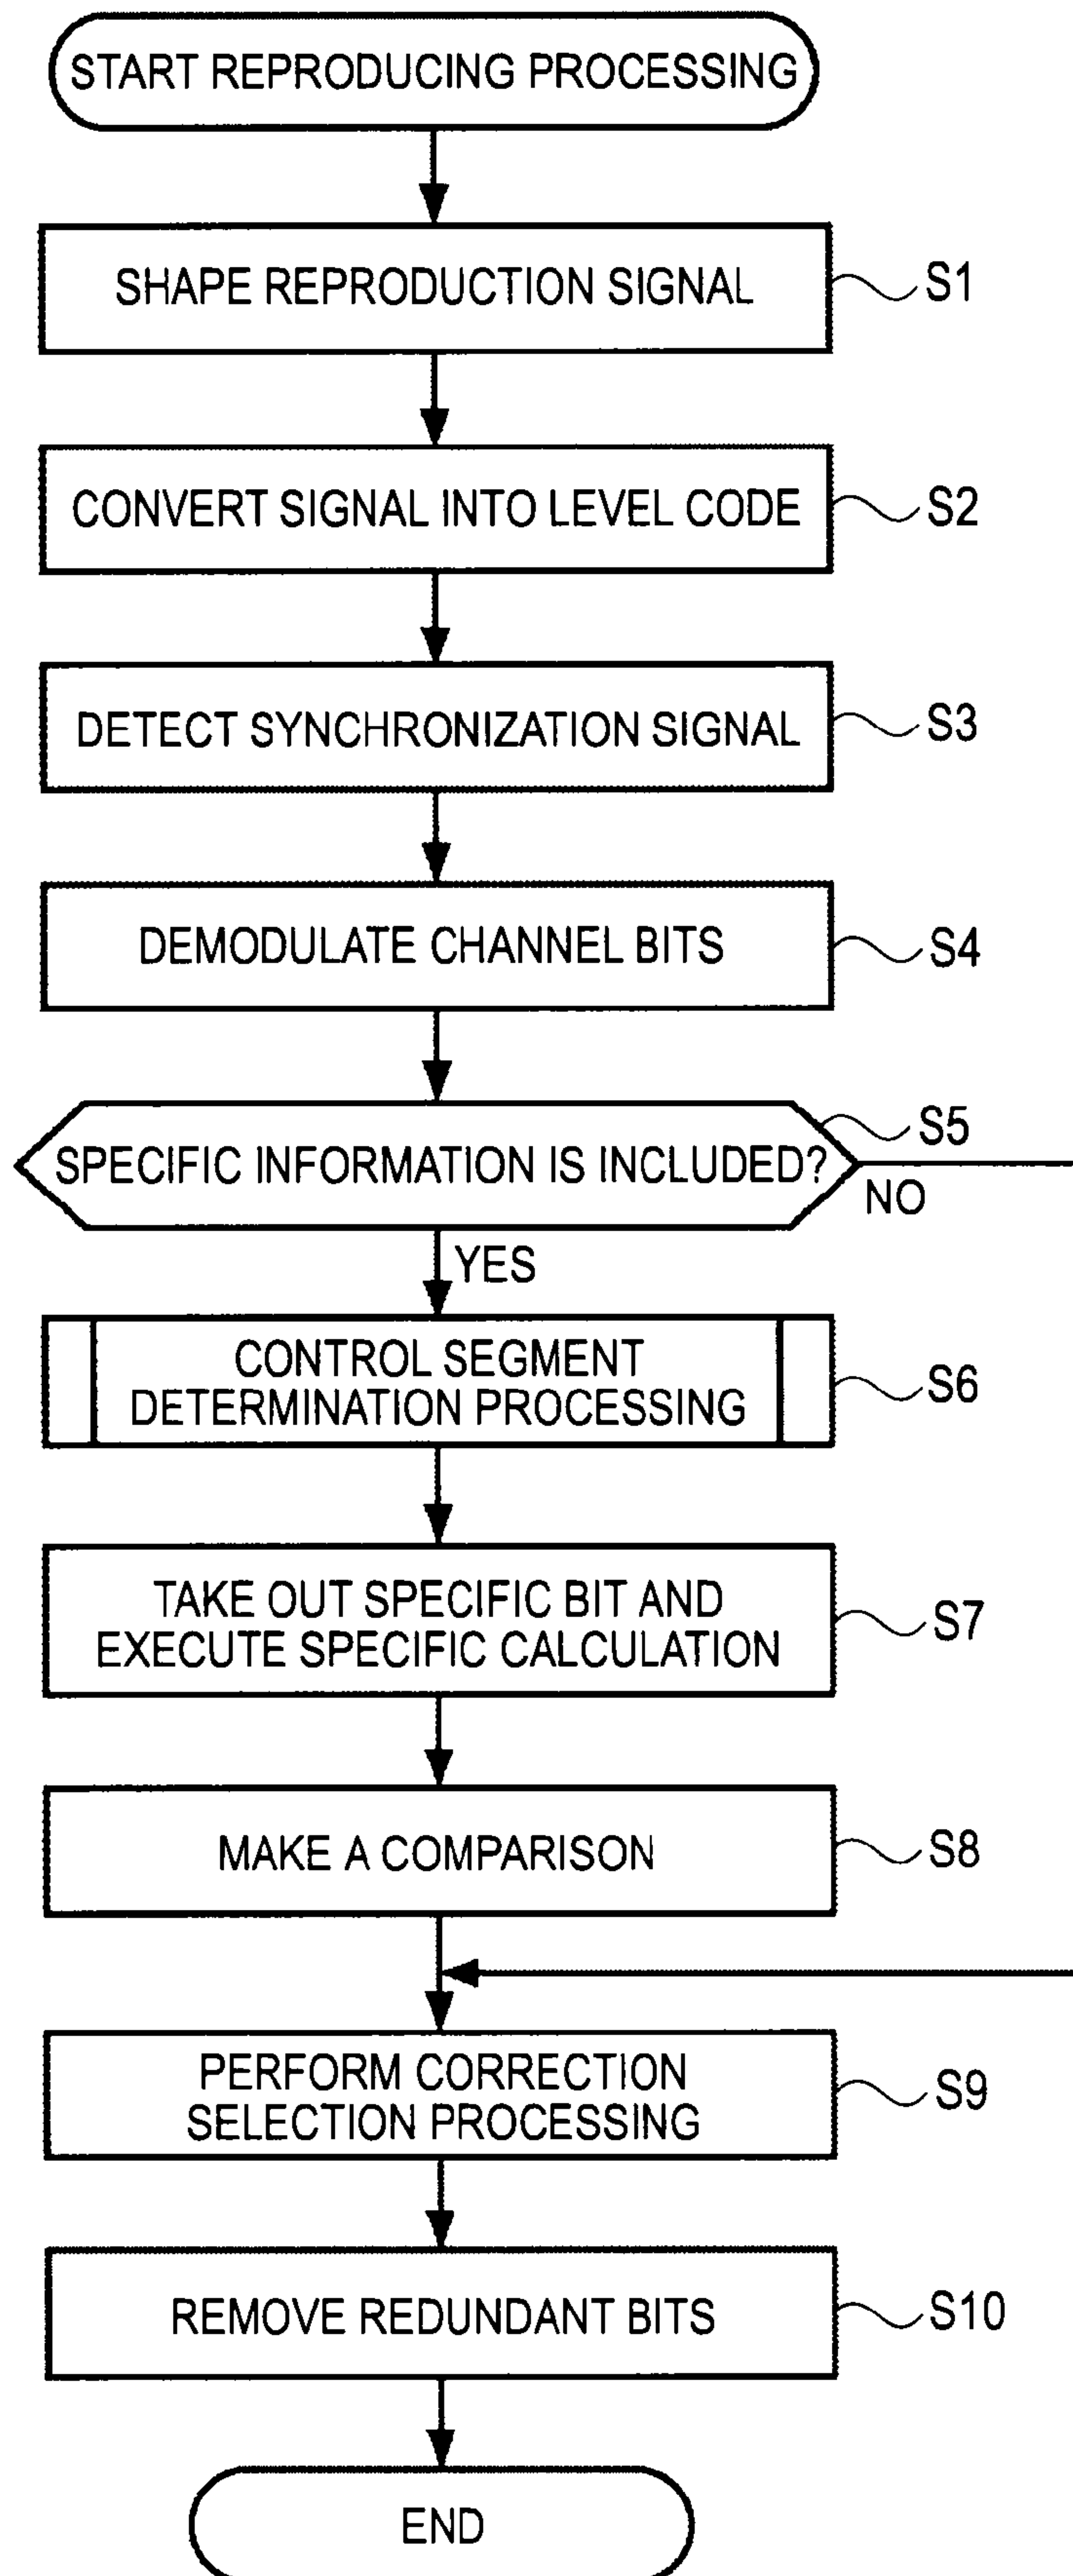 START REPRODUCING PROCESSING
SHAPE REPRODUCTION SIGNAL
S1
CONVERT SIGNAL INTO LEVEL CODE
S2
DETECT SYNCHRONIZATION SIGNAL
S3
DEMODULATE CHANNEL BITS
S4
SPECIFIC INFORMATION IS INCLUDED?
S5
NO
YES
CONTROL SEGMENT
DETERMINATION PROCESSING
S6
TAKE OUT SPECIFIC BIT AND
EXECUTE SPECIFIC CALCULATION
S7
MAKE A COMPARISON
S8
PERFORM CORRECTION
SELECTION PROCESSING
S9
REMOVE REDUNDANT BITS
S10
END